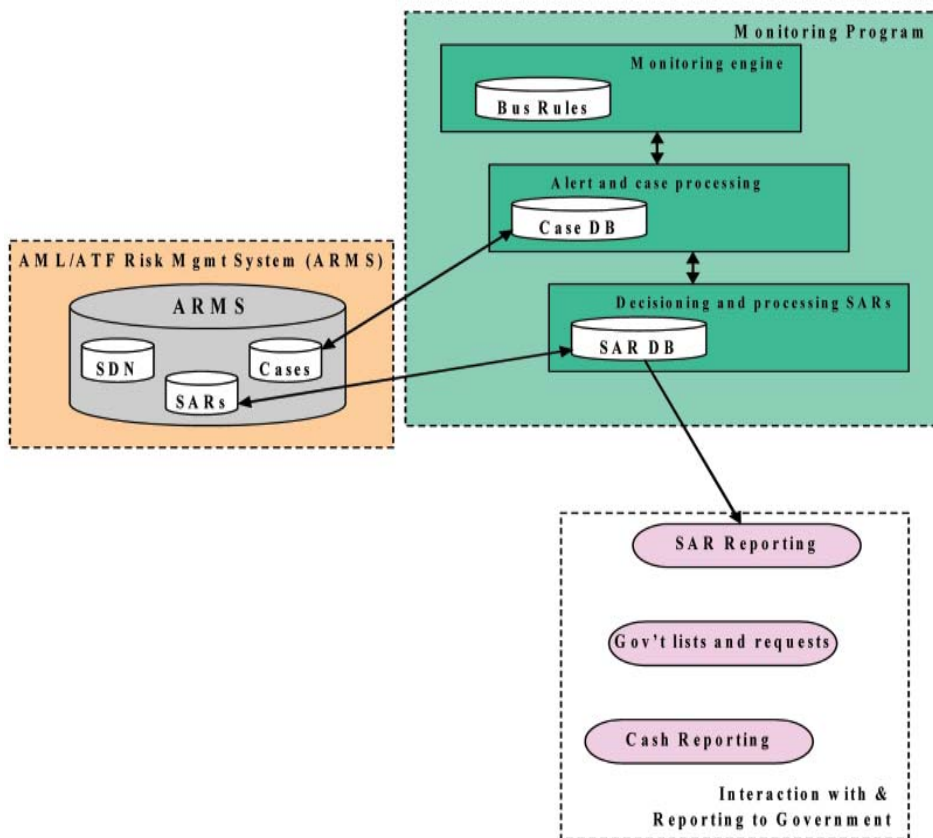 Monitoring Program
Monitoring engine
Bus Rules
Alert and case processing
Case DB
AML/ATF Risk Mgmt System (ARMS)
ARMS
SDN
Cases
SARs
Decisioning and processing SARs
SAR DB
SAR Reporting
Gov't lists and requests
Cash Reporting
Interaction with &
Reporting to Government